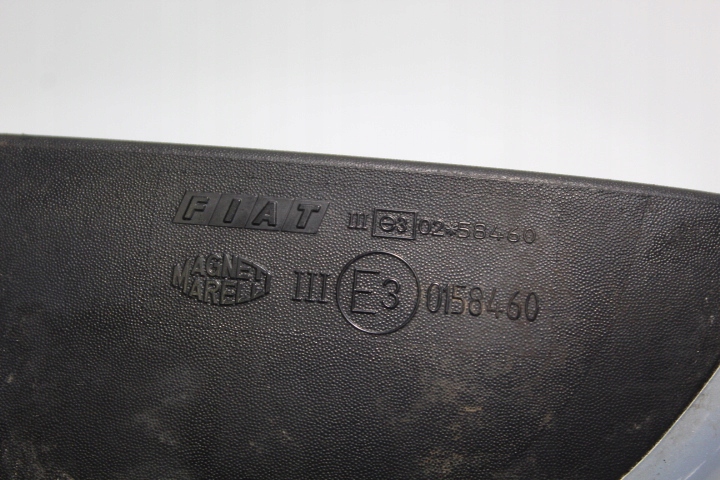 FIAT III e3 02*58460
MAGNETI
MARELLI III E3 0158460